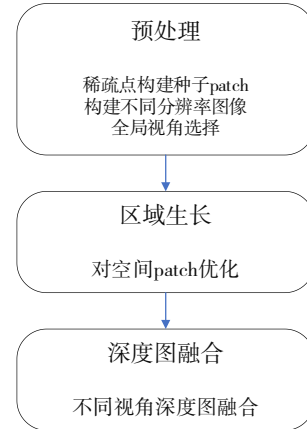 预处理
稀疏点构建种子patch
构建不同分辨率图像
全局视角选择
区域生长
对空间patch优化
深度图融合
不同视角深度图融合